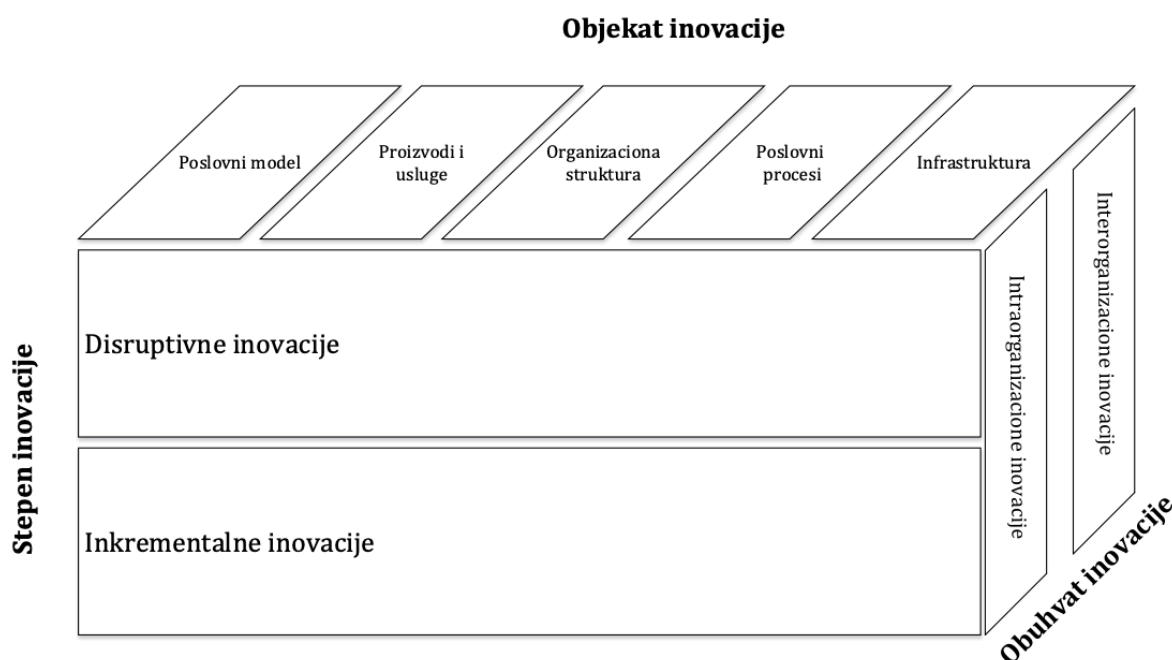 Objekat inovacije
Poslovni model
Proizvodi i
usluge
Organizaciona
struktura
Poslovni
procesi
Infrastruktura
Stepen inovacije
Disruptivne inovacije
Inkrementalne inovacije
Intraorganizacione inovacije
Interorganizacione inovacije
Obuhvat inovacije